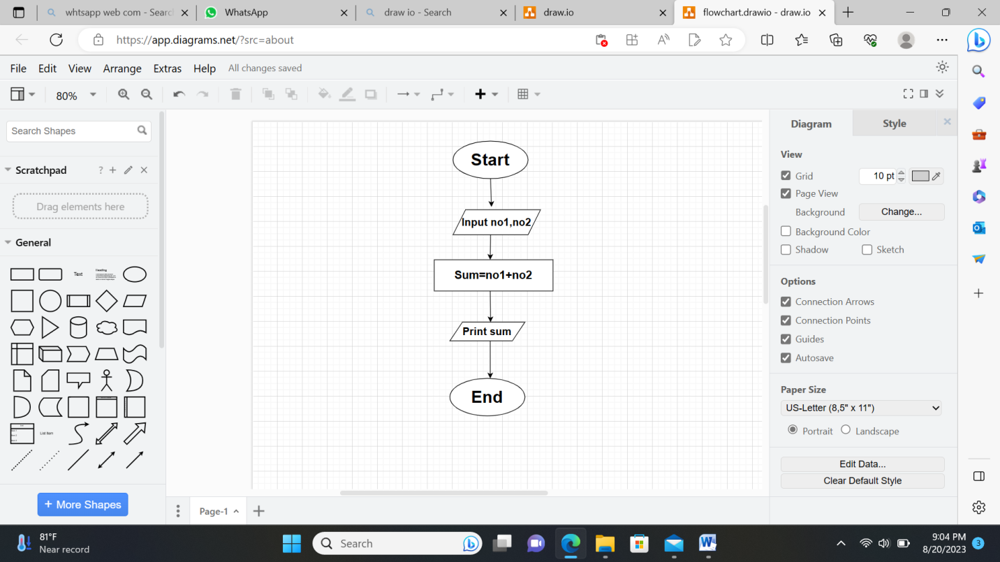 whtsapp web com - Searc
WhatsApp
draw io - Search
draw.io
flowchart.drawio - draw.io
https://app.diagrams.net/?src=about
File Edit View Arrange Extras Help All changes saved
80%
Search Shapes
Scratchpad ?
Drag elements here
General
Text
Heading
List Item
+ More Shapes
Start
Input no1,no2
Sum=no1+no2
Print sum
End
Page-1
Diagram Style
View
Grid 10 pt
Page View
Background Change...
Background Color
Shadow Sketch
Options
Connection Arrows
Connection Points
Guides
Autosave
Paper Size
US-Letter (8,5" x 11")
Portrait Landscape
Edit Data...
Clear Default Style
81°F
Near record
Search
9:04 PM
8/20/2023
3